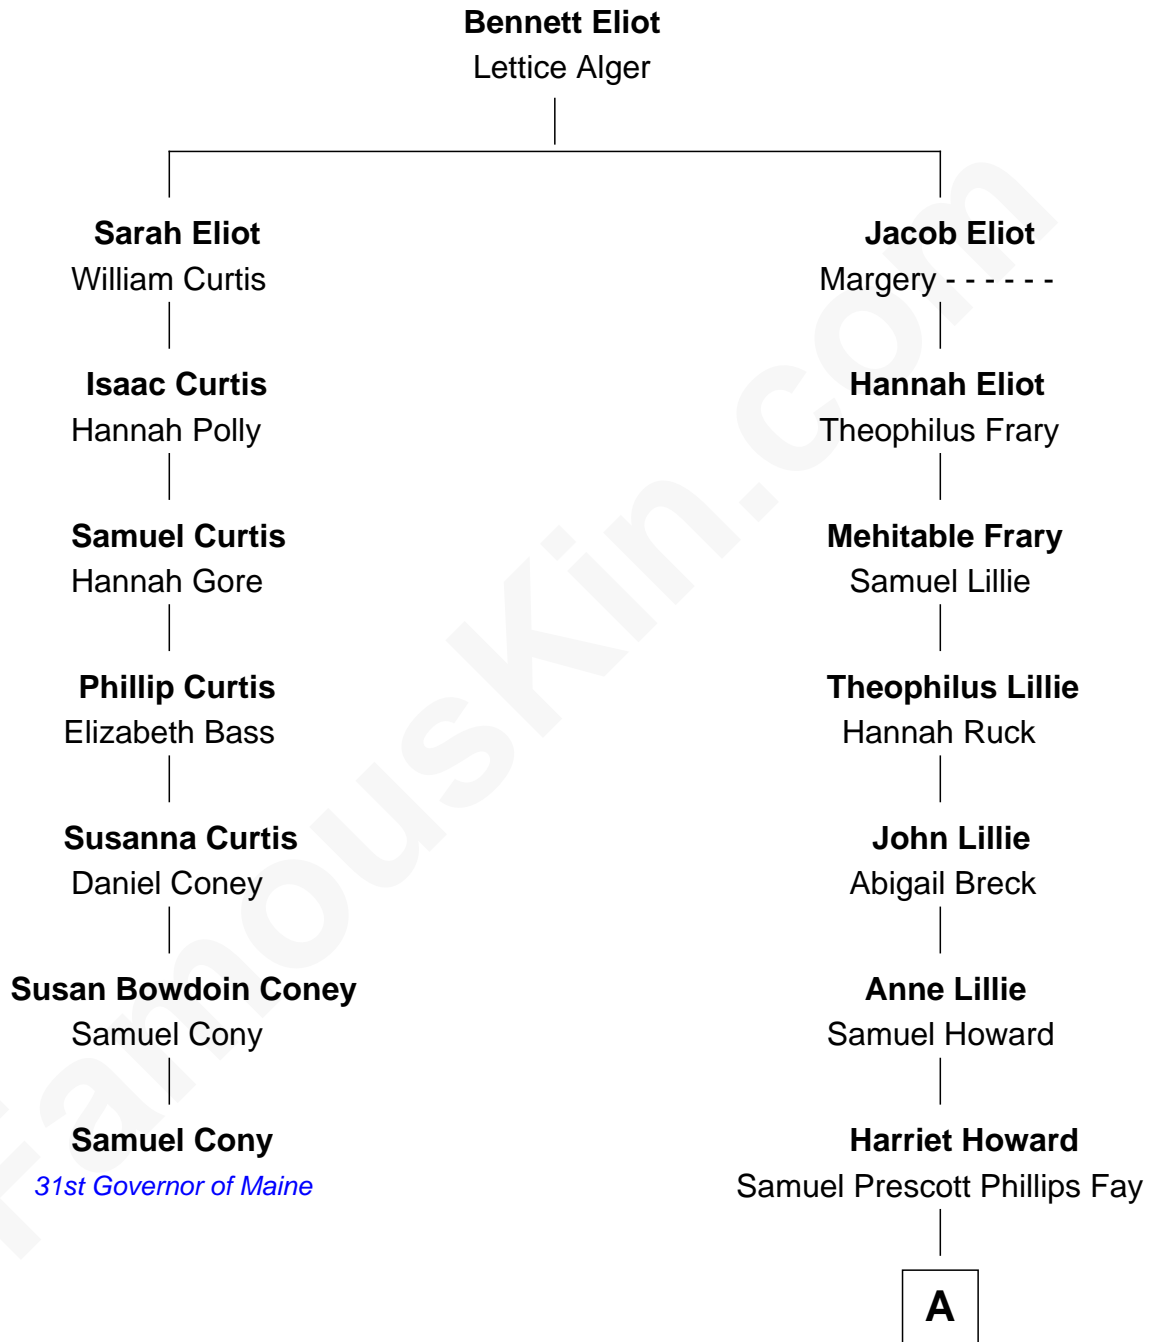 Bennett Eliot
Lettice Alger
Sarah Eliot
William Curtis
Isaac Curtis
Hannah Polly
Samuel Curtis
Hannah Gore
Phillip Curtis
Elizabeth Bass
Susanna Curtis
Daniel Coney
Susan Bowdoin Coney
Samuel Cony
Samuel Cony
31st Governor of Maine
Jacob Eliot
Margery - - - - - -
Hannah Eliot
Theophilus Frary
Mehitable Frary
Samuel Lillie
Theophilus Lillie
Hannah Ruck
John Lillie
Abigail Breck
Anne Lillie
Samuel Howard
Harriet Howard
Samuel Prescott Phillips Fay
A
FamousKin.com